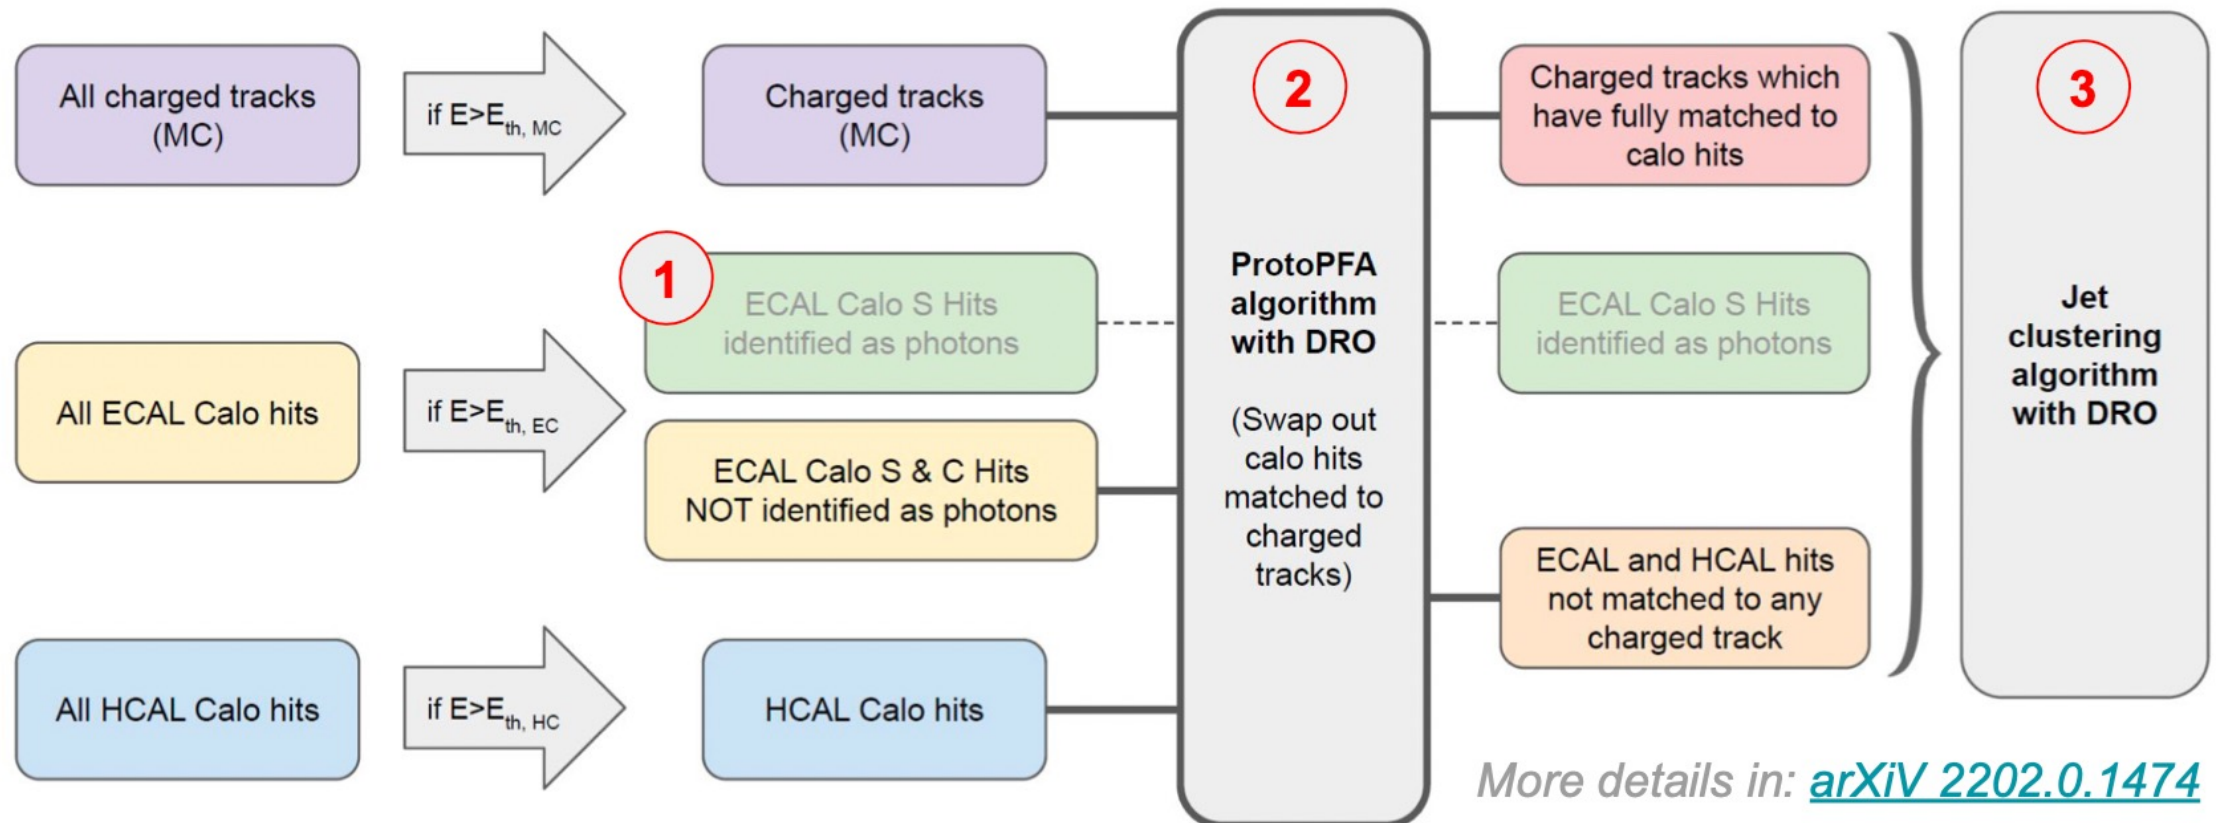 All charged tracks
(MC)
if E>E_th, MC
Charged tracks
(MC)
2
Charged tracks which
have fully matched to
calo hits
3
1
ECAL Calo S Hits
identified as photons
ProtoPFA
algorithm
with DRO
(Swap out
calo hits
matched to
charged
tracks)
ECAL Calo S Hits
identified as photons
Jet
clustering
algorithm
with DRO
All ECAL Calo hits
if E>E_th, EC
ECAL Calo S & C Hits
NOT identified as photons
ECAL and HCAL hits
not matched to any
charged track
All HCAL Calo hits
if E>E_th, HC
HCAL Calo hits
More details in: arXiV 2202.0.1474